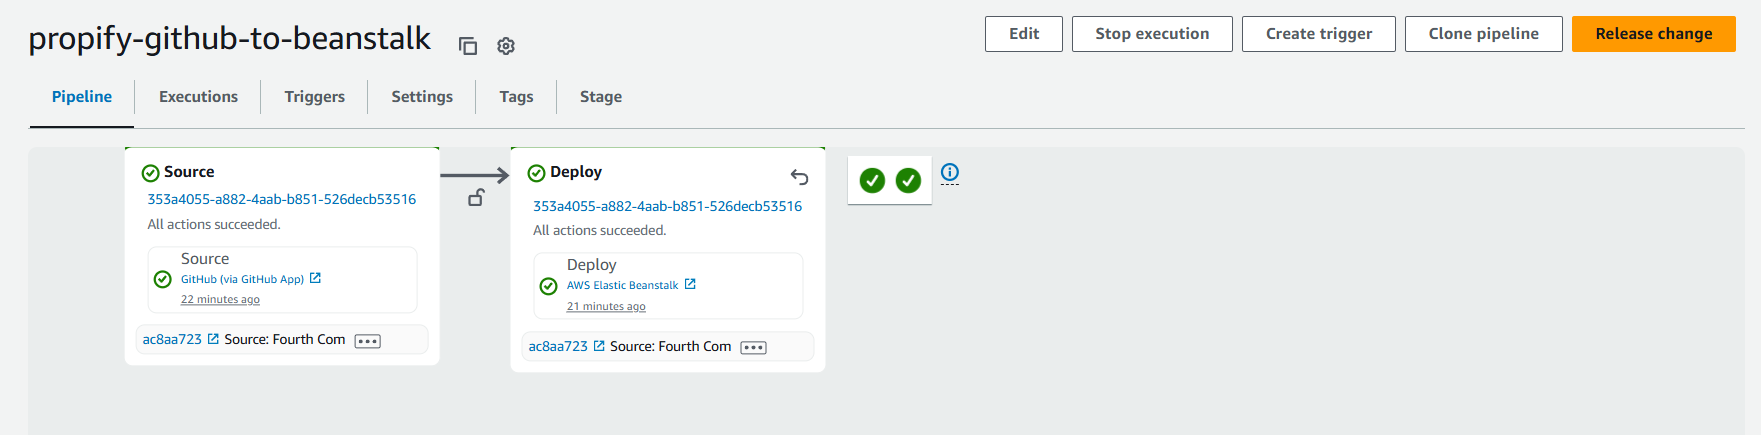 propify-github-to-beanstalk
Edit
Stop execution
Create trigger
Clone pipeline
Release change
Pipeline
Executions
Triggers
Settings
Tags
Stage
Source
353a4055-a882-4aab-b851-526decb53516
All actions succeeded.
Source
GitHub (via GitHub App)
22 minutes ago
ac8aa723 Source: Fourth Com
Deploy
353a4055-a882-4aab-b851-526decb53516
All actions succeeded.
Deploy
AWS Elastic Beanstalk
21 minutes ago
ac8aa723 Source: Fourth Com